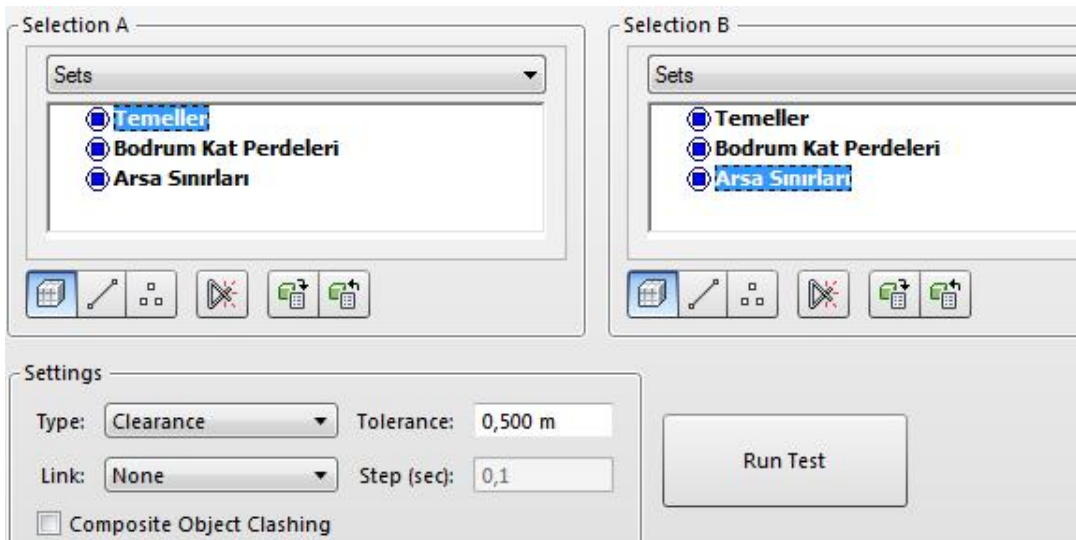 Selection A
Sets
Temeller
Bodrum Kat Perdeleri
Arsa Sınırları
Selection B
Sets
Temeller
Bodrum Kat Perdeleri
Arsa Sınırları
Settings
Type: Clearance Tolerance: 0,500 m
Link: None Step (sec): 0,1
Composite Object Clashing
Run Test